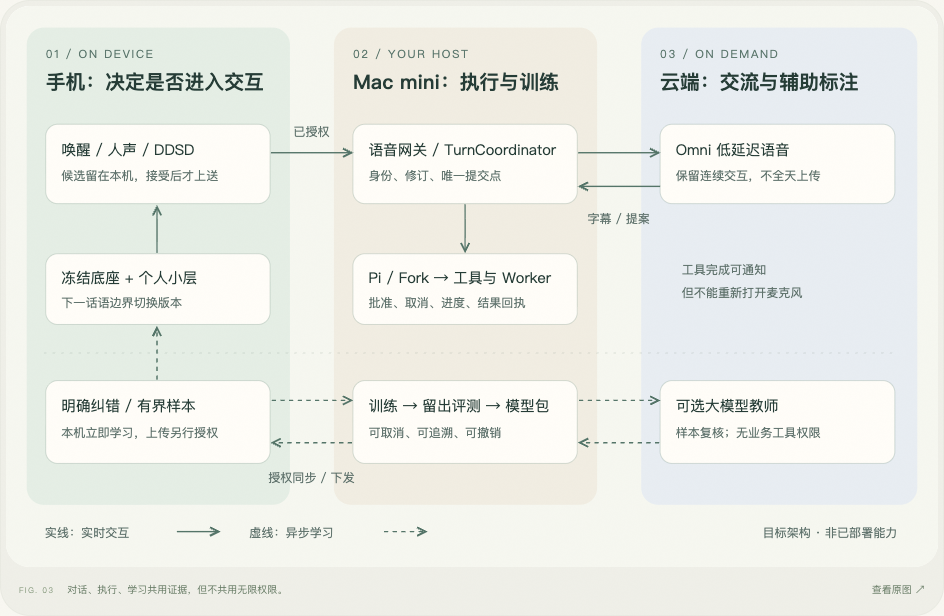 01 / ON DEVICE
手机：决定是否进入交互
唤醒 / 人声 / DDSD
候选留在本机，接受后才上送
冻结底座 + 个人小层
下一话语边界切换版本
明确纠错 / 有界样本
本机立即学习，上传另行授权
已授权
授权同步 / 下发
02 / YOUR HOST
Mac mini：执行与训练
语音网关 / TurnCoordinator
身份、修订、唯一提交点
Pi / Fork → 工具与 Worker
批准、取消、进度、结果回执
训练 → 留出评测 → 模型包
可取消、可追溯、可撤销
字幕 / 提案
03 / ON DEMAND
云端：交流与辅助标注
Omni 低延迟语音
保留连续交互，不全天上传
工具完成可通知
但不能重新打开麦克风
可选大模型教师
样本复核；无业务工具权限
实线：实时交互
虚线：异步学习
目标架构 · 非已部署能力
FIG. 03
对话、执行、学习共用证据，但不共用无限权限。
查看原图 ↗